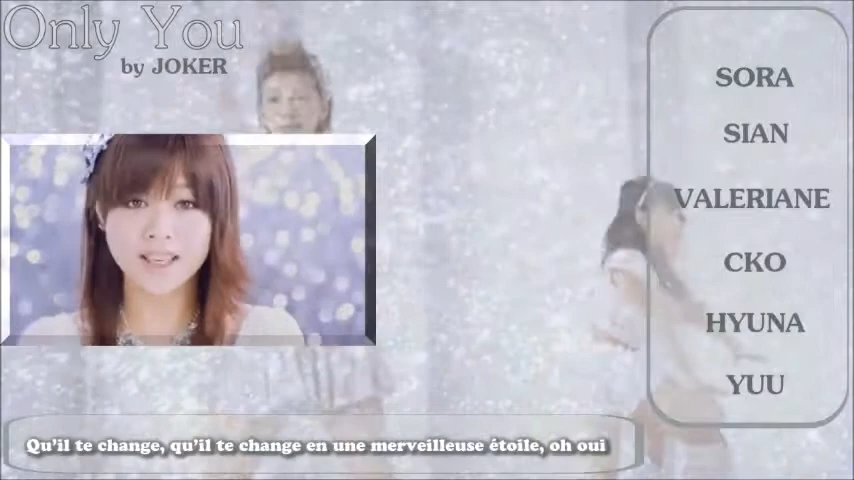 Only You
by JOKER
SORA
SIAN
VALERIANE
CKO
HYUNA
YUU
Qu'il te change, qu'il te change en une merveilleuse étoile, oh oui